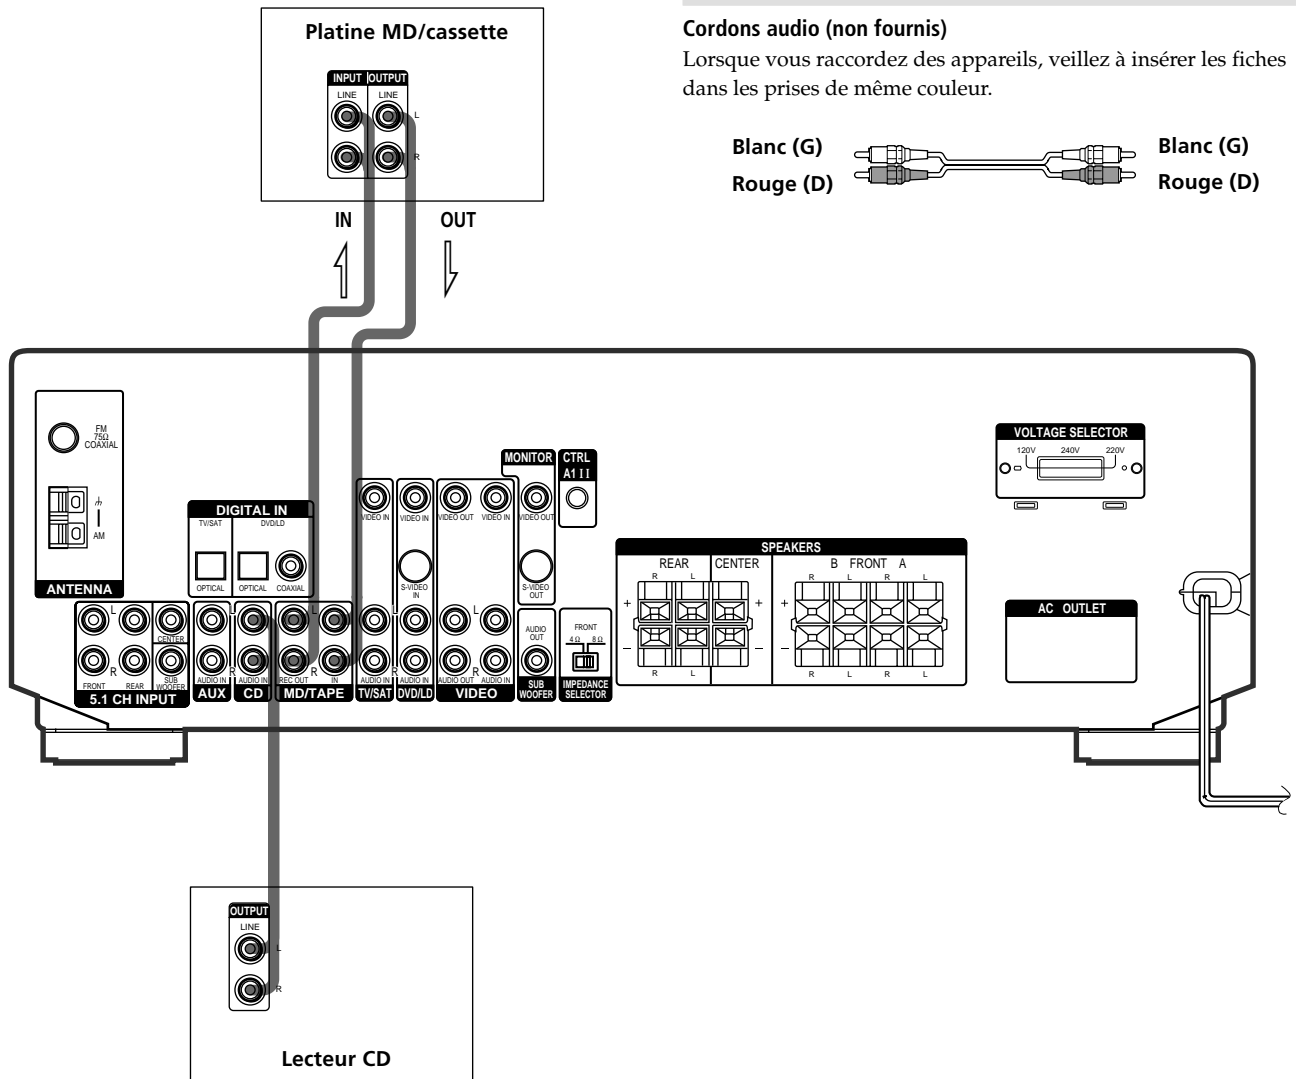 Platine MD/cassette
INPUT OUTPUT
LINE LINE
L
R
IN OUT
Cordons audio (non fournis)
Lorsque vous raccordez des appareils, veillez à insérer les fiches
dans les prises de même couleur.
Blanc (G) Blanc (G)
Rouge (D) Rouge (D)
FM
75Ω
COAXIAL
AM
ANTENNA
DIGITAL IN
TV/SAT DVD/LD
OPTICAL OPTICAL COAXIAL
MONITOR
CTRL
A1 II
VIDEO IN VIDEO IN VIDEO OUT VIDEO IN VIDEO OUT
S-VIDEO
IN
S-VIDEO
OUT
VOLTAGE SELECTOR
120V 240V 220V
SPEAKERS
REAR CENTER B FRONT A
R L R L R L
+ + +
– – –
R L R L R L
AC OUTLET
L L L L L
CENTER
R R R R R
FRONT REAR SUB
WOOFER
5.1 CH INPUT
AUDIO IN
AUX
AUDIO IN
CD
REC OUT IN
MD/TAPE
AUDIO IN
TV/SAT
AUDIO IN
DVD/LD
AUDIO OUT AUDIO IN
VIDEO
AUDIO
OUT
SUB
WOOFER
FRONT
4Ω 8Ω
IMPEDANCE
SELECTOR
OUTPUT
LINE
L
R
Lecteur CD